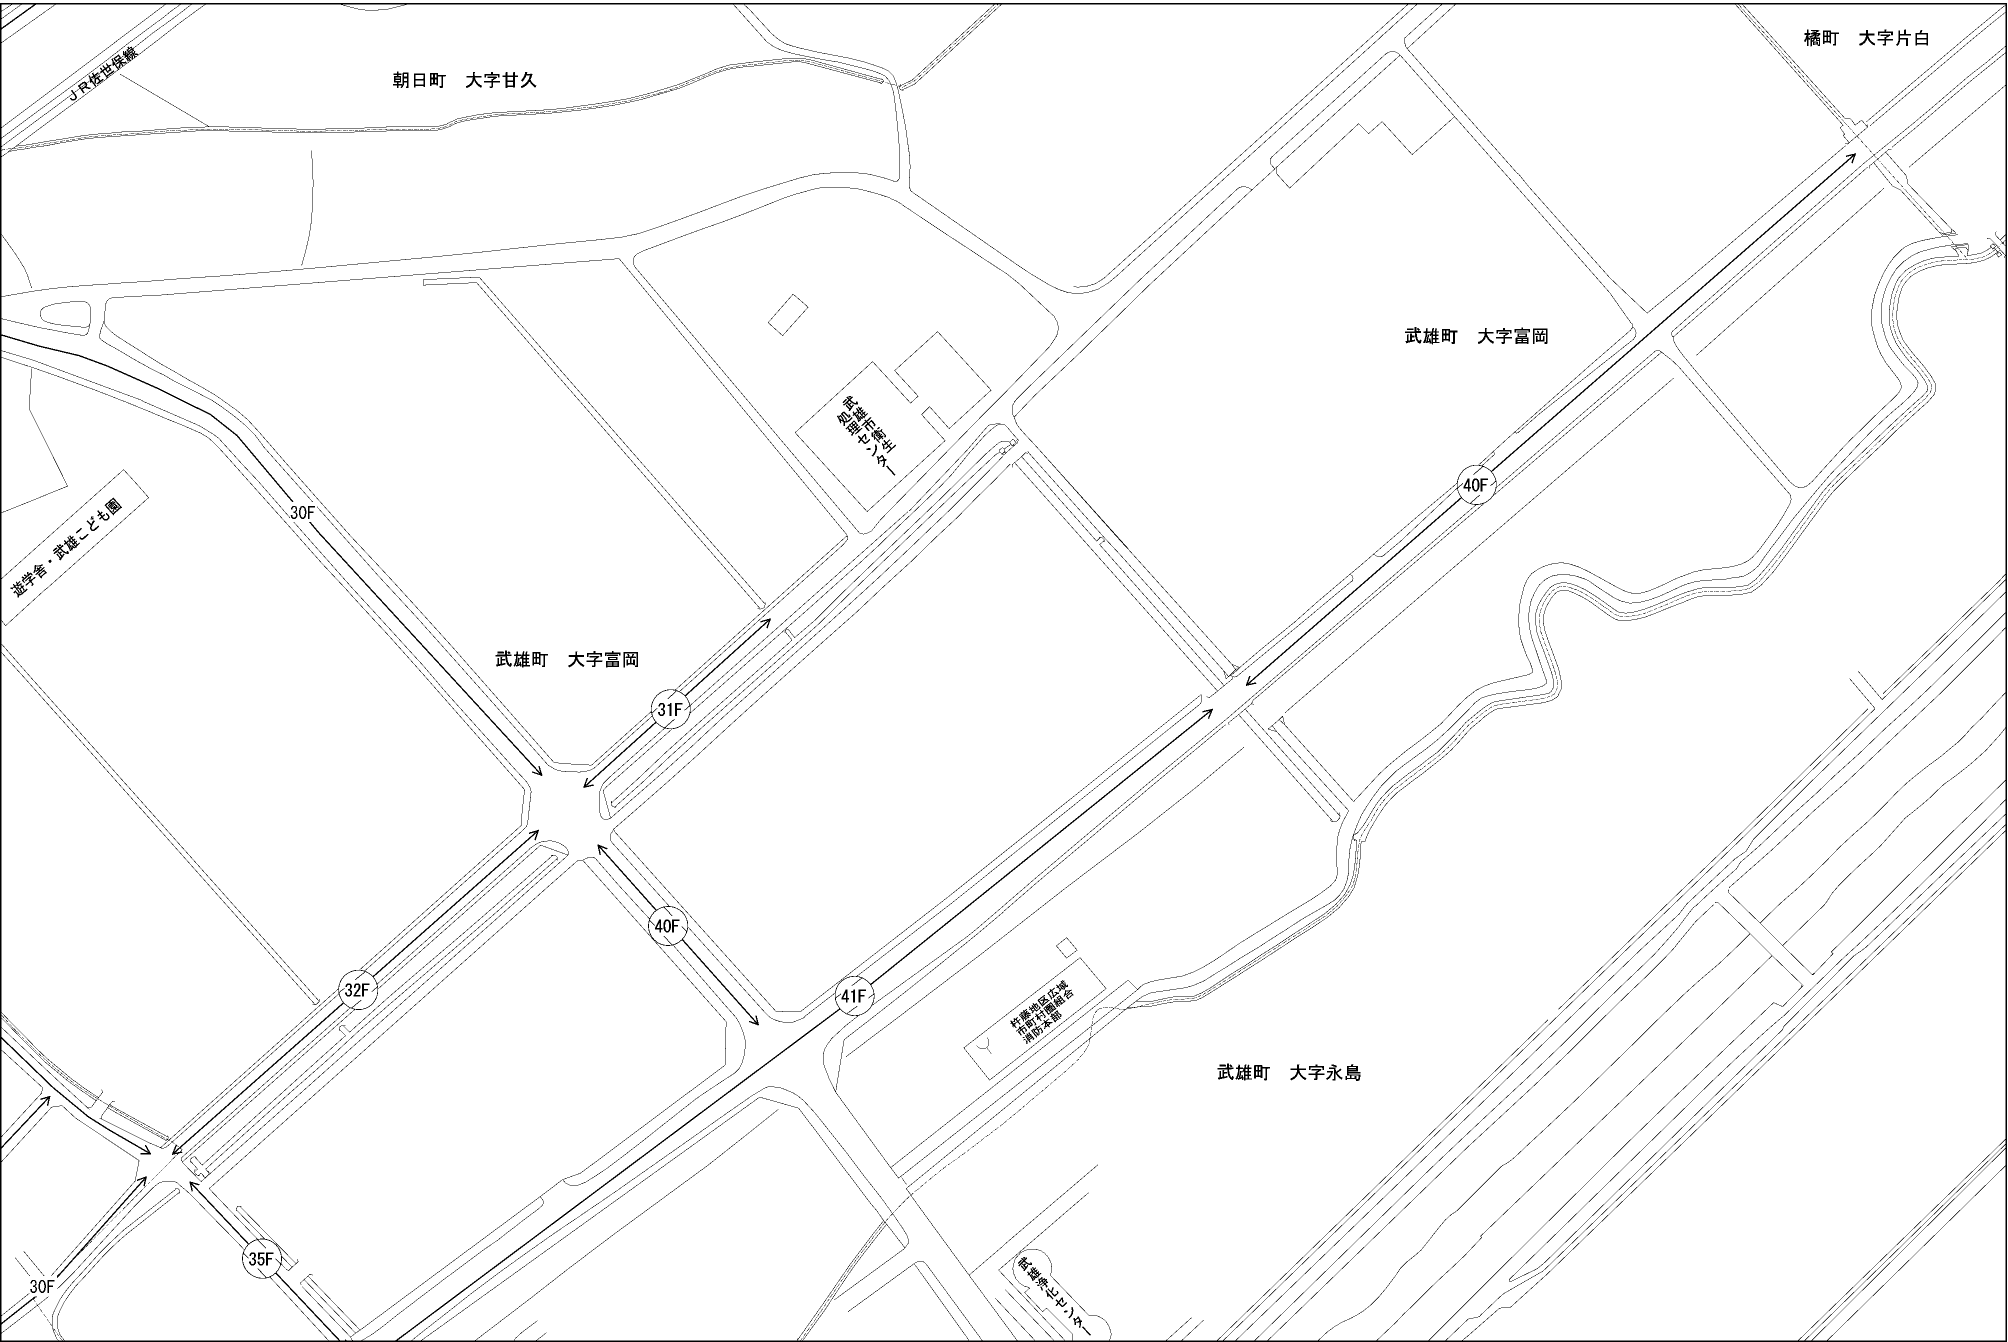 橘町　大字片白
ＪＲ佐世保線
朝日町　大字甘久
武雄町　大字富岡
武雄市衛生
処理センター
40F
30F
遊学舎・武雄こども園
武雄町　大字富岡
31F
40F
32F
41F
杵藤地区広域
市町村圏組合
消防本部
武雄町　大字永島
35F
30F
武雄浄化センター